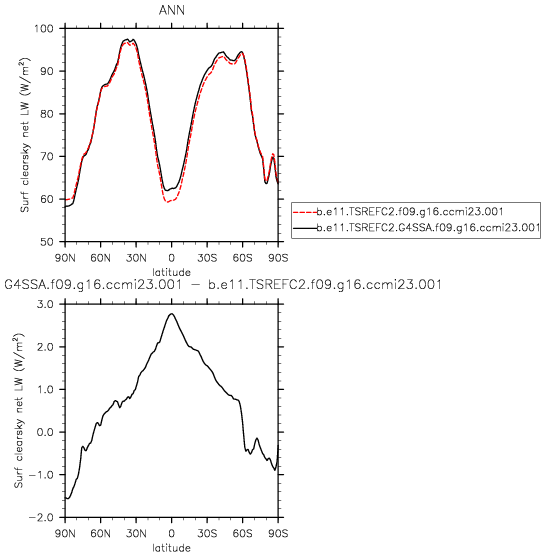 ANN
Surf clearsky net LW (W/m²)
100
90
80
70
60
50
90N 60N 30N 0 30S 60S 90S
latitude
b.e11.TSREFC2.f09.g16.ccmi23.001
b.e11.TSREFC2.G4SSA.f09.g16.ccmi23.001
G4SSA.f09.g16.ccmi23.001 − b.e11.TSREFC2.f09.g16.ccmi23.001
Surf clearsky net LW (W/m²)
3.0
2.0
1.0
0.0
−1.0
−2.0
90N 60N 30N 0 30S 60S 90S
latitude